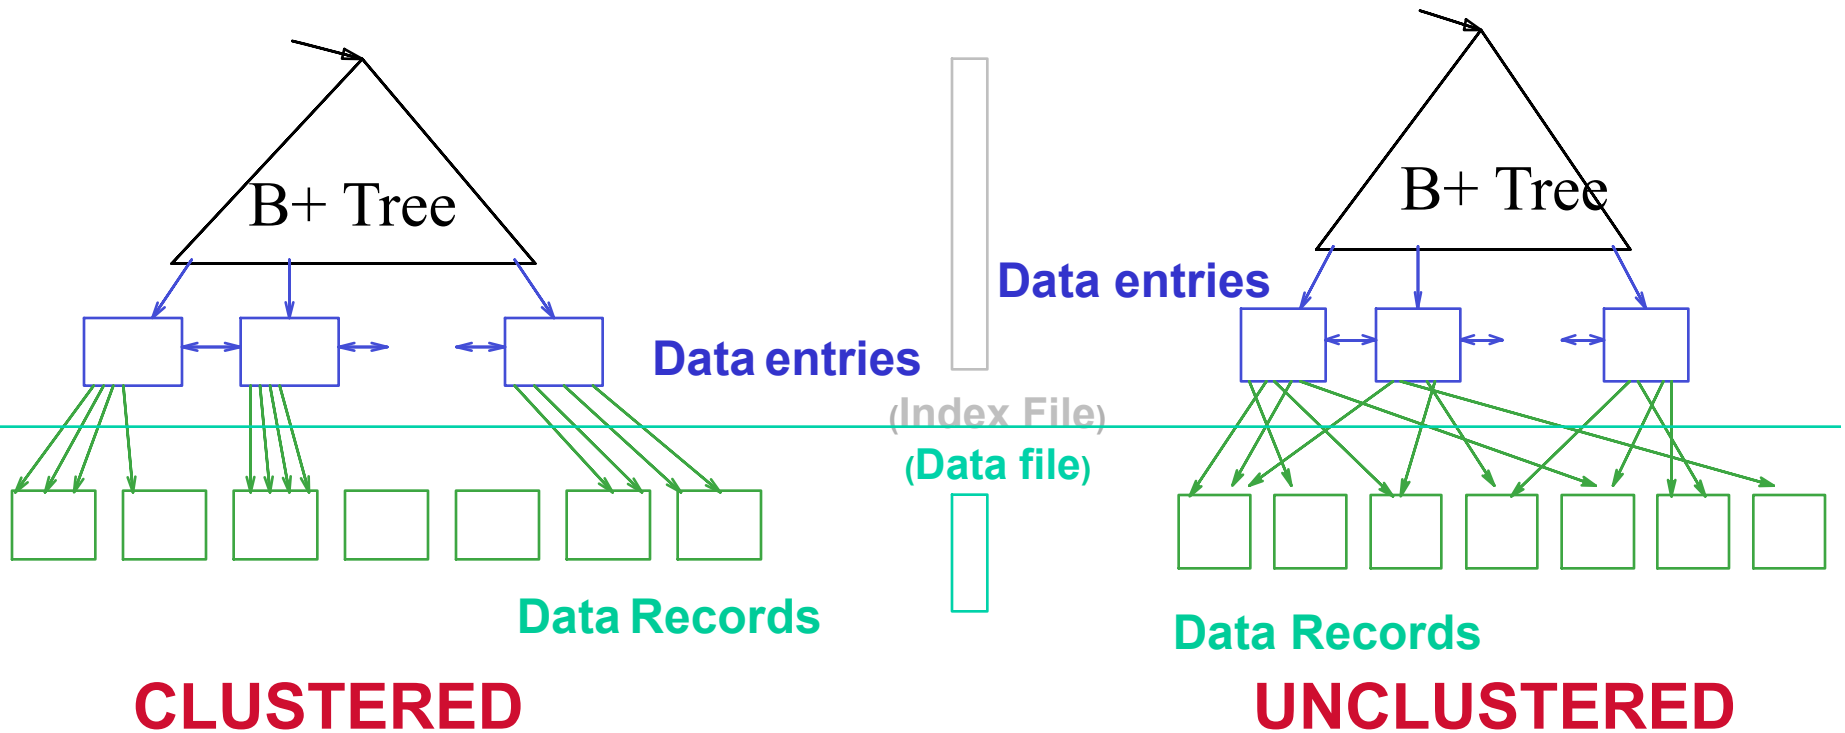 B+ Tree
B+ Tree
Data entries
Data entries
(Index File)
(Data file)
Data Records
Data Records
CLUSTERED
UNCLUSTERED